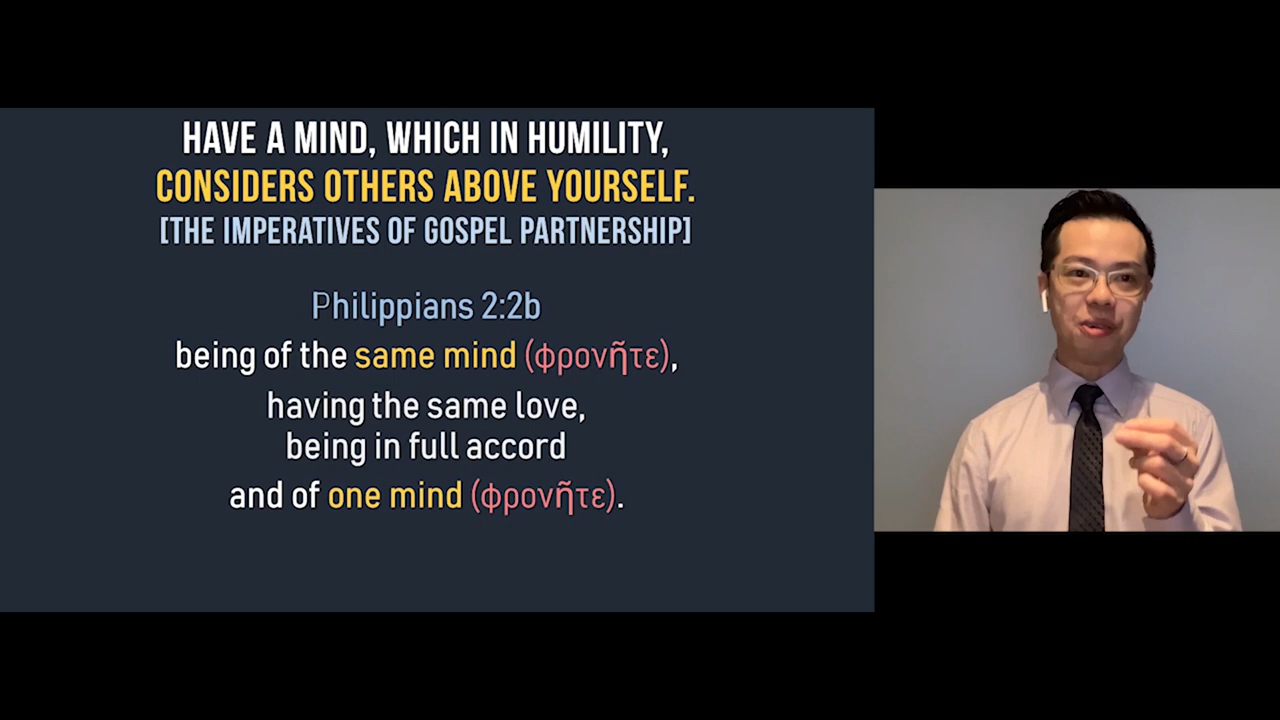 HAVE A MIND, WHICH IN HUMILITY,
CONSIDERS OTHERS ABOVE YOURSELF.
[THE IMPERATIVES OF GOSPEL PARTNERSHIP]
Philippians 2:2b
being of the same mind (φρονῆτε),
having the same love,
being in full accord
and of one mind (φρονῆτε).